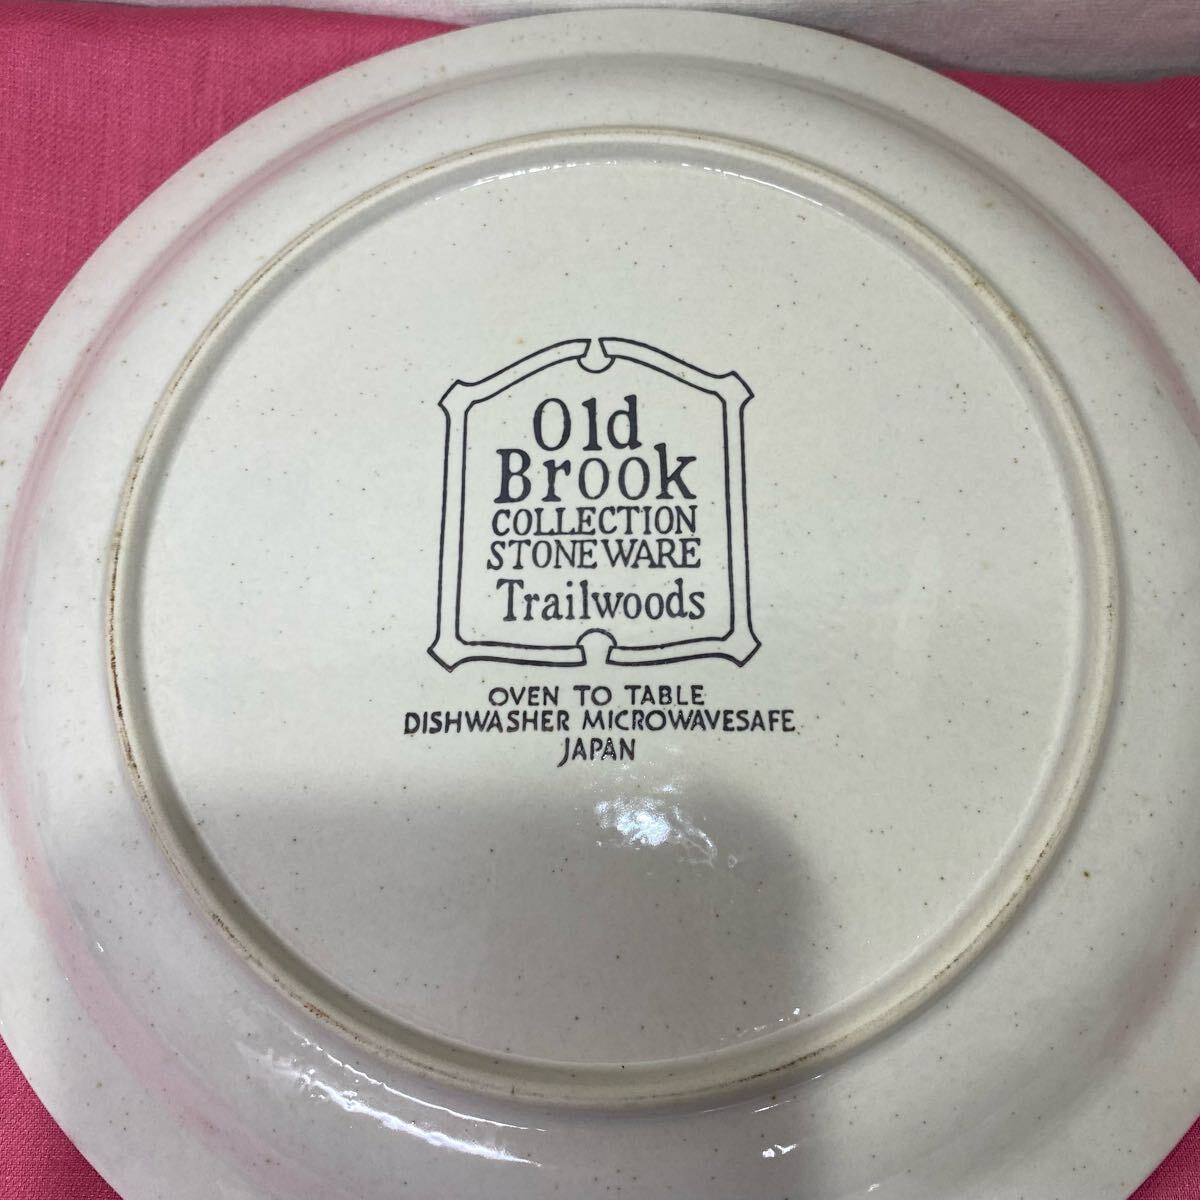 Old
Brook
COLLECTION
STONEWARE
Trailwoods
OVEN TO TABLE
DISHWASHER MICROWAVESAFE
JAPAN